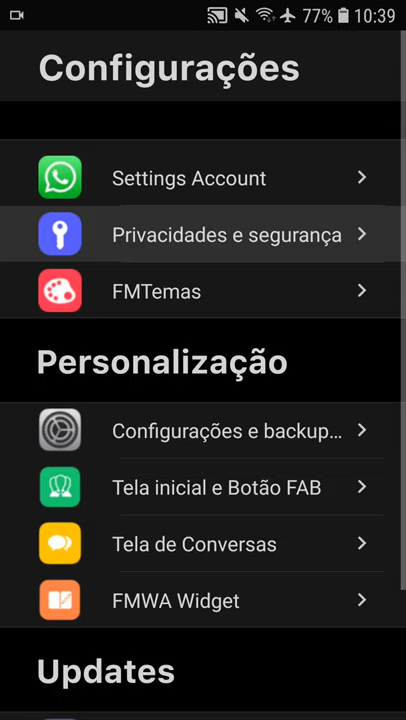 77% 10:39
Configurações
Settings Account
Privacidades e segurança
FMTemas
Personalização
Configurações e backup...
Tela inicial e Botão FAB
Tela de Conversas
FMWA Widget
Updates